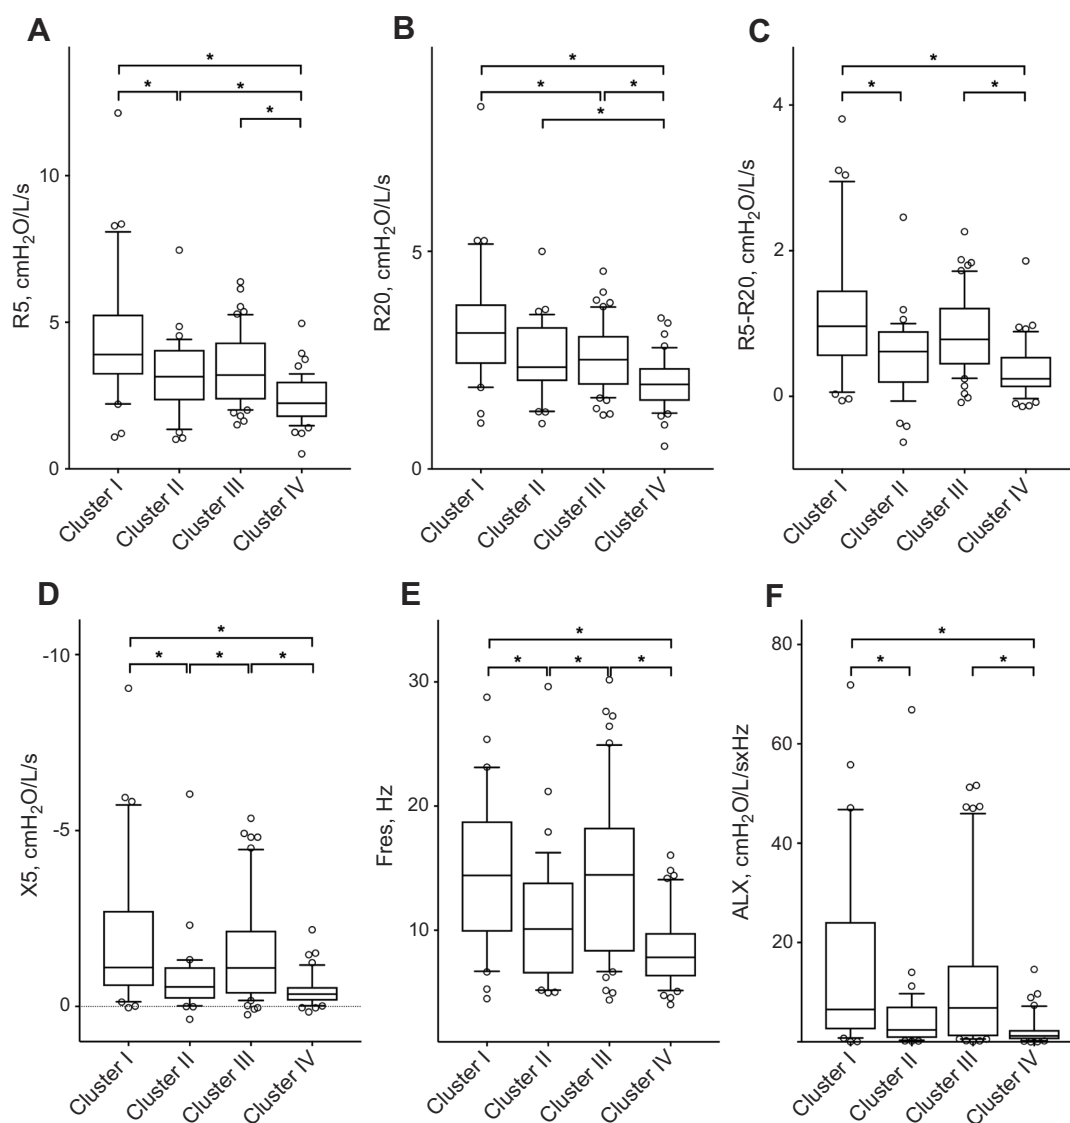 A
R5, cmH2O/L/s
10
5
0
* * * *
Cluster I
Cluster II
Cluster III
Cluster IV
B
R20, cmH2O/L/s
5
0
* * * *
Cluster I
Cluster II
Cluster III
Cluster IV
C
R5-R20, cmH2O/L/s
4
2
0
* * *
Cluster I
Cluster II
Cluster III
Cluster IV
D
X5, cmH2O/L/s
-10
-5
0
* * * *
Cluster I
Cluster II
Cluster III
Cluster IV
E
Fres, Hz
30
20
10
* * * *
Cluster I
Cluster II
Cluster III
Cluster IV
F
ALX, cmH2O/L/sxHz
80
60
40
20
* * *
Cluster I
Cluster II
Cluster III
Cluster IV